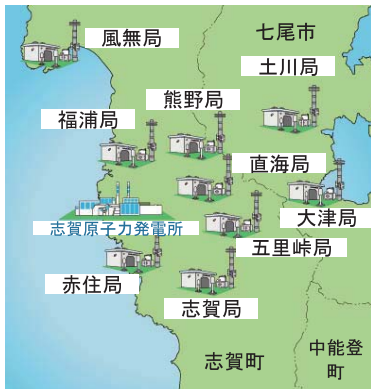 風無局
七尾市
土川局
熊野局
福浦局
直海局
大津局
志賀原子力発電所
五里峠局
赤住局
志賀局
志賀町
中能登
町